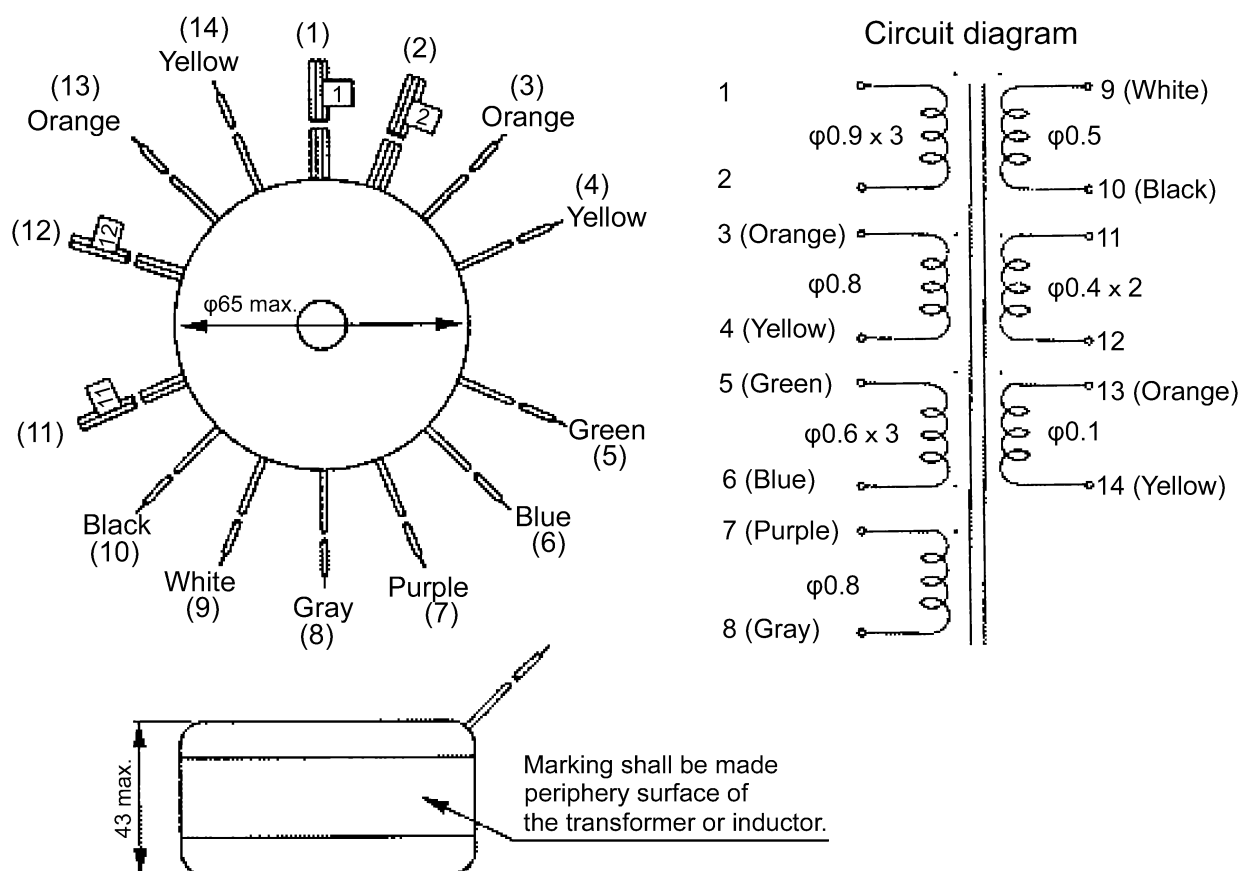 Circuit diagram
(1)
(14)
Yellow
(2)
(13)
Orange
(3)
Orange
1
2
(4)
Yellow
(12)
12
φ65 max.
11
(11)
Green
(5)
Black
(10)
Blue
(6)
White
(9)
Gray
(8)
Purple
(7)
1
φ0.9 x 3
2
3 (Orange)
φ0.8
4 (Yellow)
5 (Green)
φ0.6 x 3
6 (Blue)
7 (Purple)
φ0.8
8 (Gray)
9 (White)
φ0.5
10 (Black)
11
φ0.4 x 2
12
13 (Orange)
φ0.1
14 (Yellow)
43 max.
Marking shall be made
periphery surface of
the transformer or inductor.